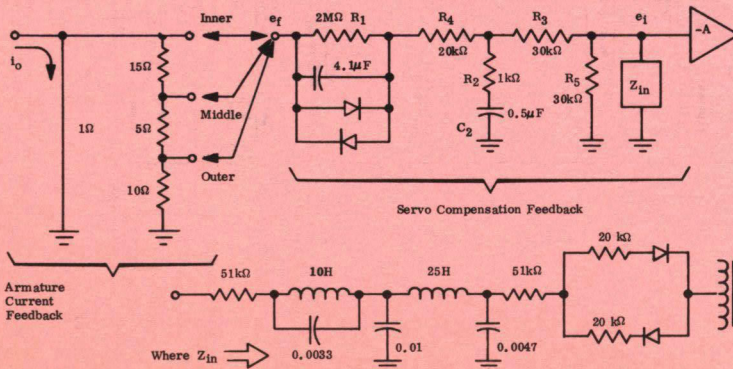 Inner
e_f
2MΩ R₁
R₄
R₃
e_i
-A
i_o
20kΩ
30kΩ
15Ω
4.1μF
R₂
1kΩ
R₅
30kΩ
Z_in
Middle
1Ω
5Ω
0.5μF
C₂
Outer
10Ω
Servo Compensation Feedback
51kΩ
10H
25H
51kΩ
20 kΩ
Armature
Current
Feedback
20 kΩ
Where Z_in
0.0033
0.01
0.0047